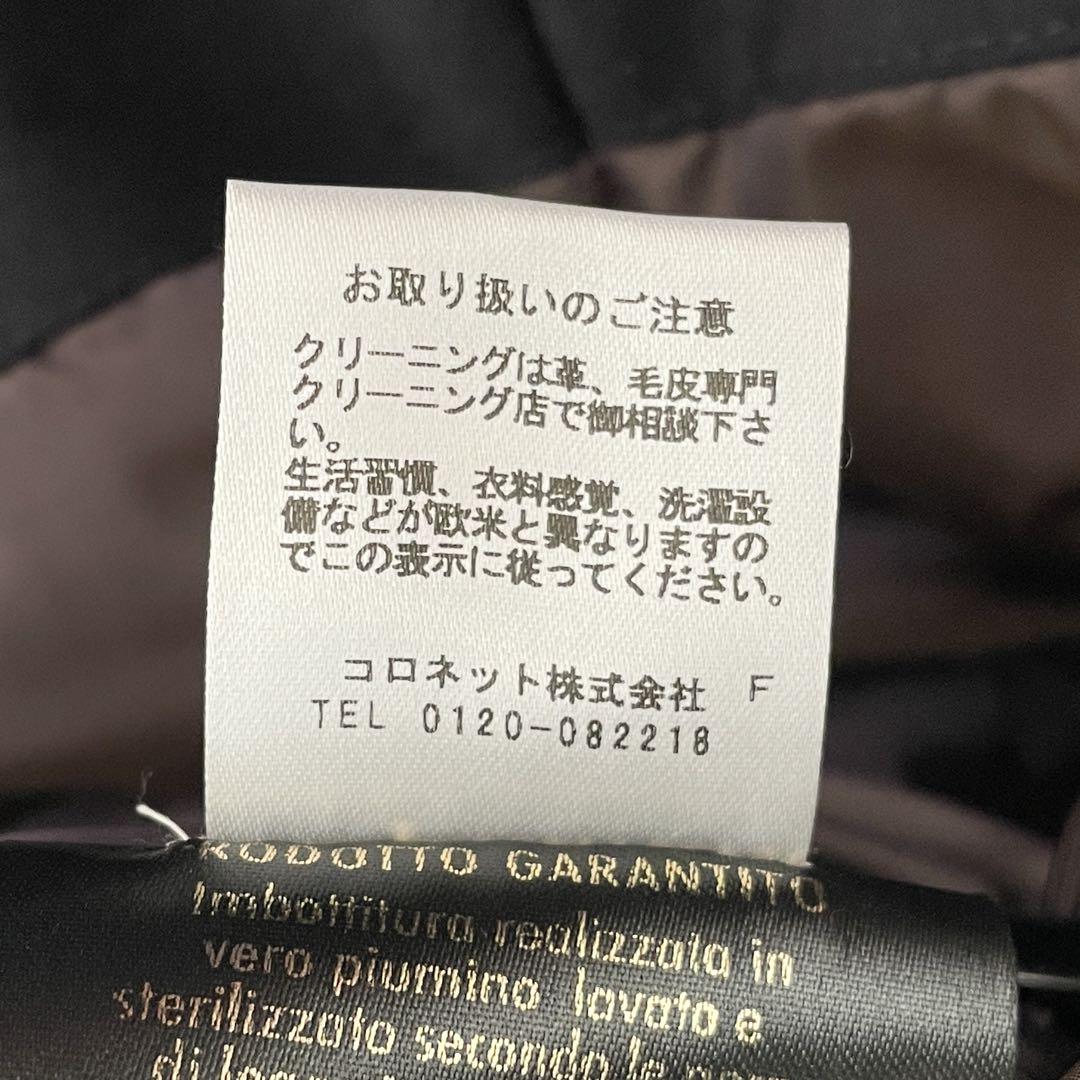 お取り扱いのご注意
クリーニングは革、毛皮専門
クリーニング店で御相談下さ
い。
生活習慣、衣料感覚、洗濯設
備などが欧米と異なりますの
でこの表示に従ってください。
コロネット株式会社 F
TEL 0120-082218
RODOTTO GARANTITO
Imbottitura realizzata in
vero piumino lavato e
sterilizzato secondo le
di